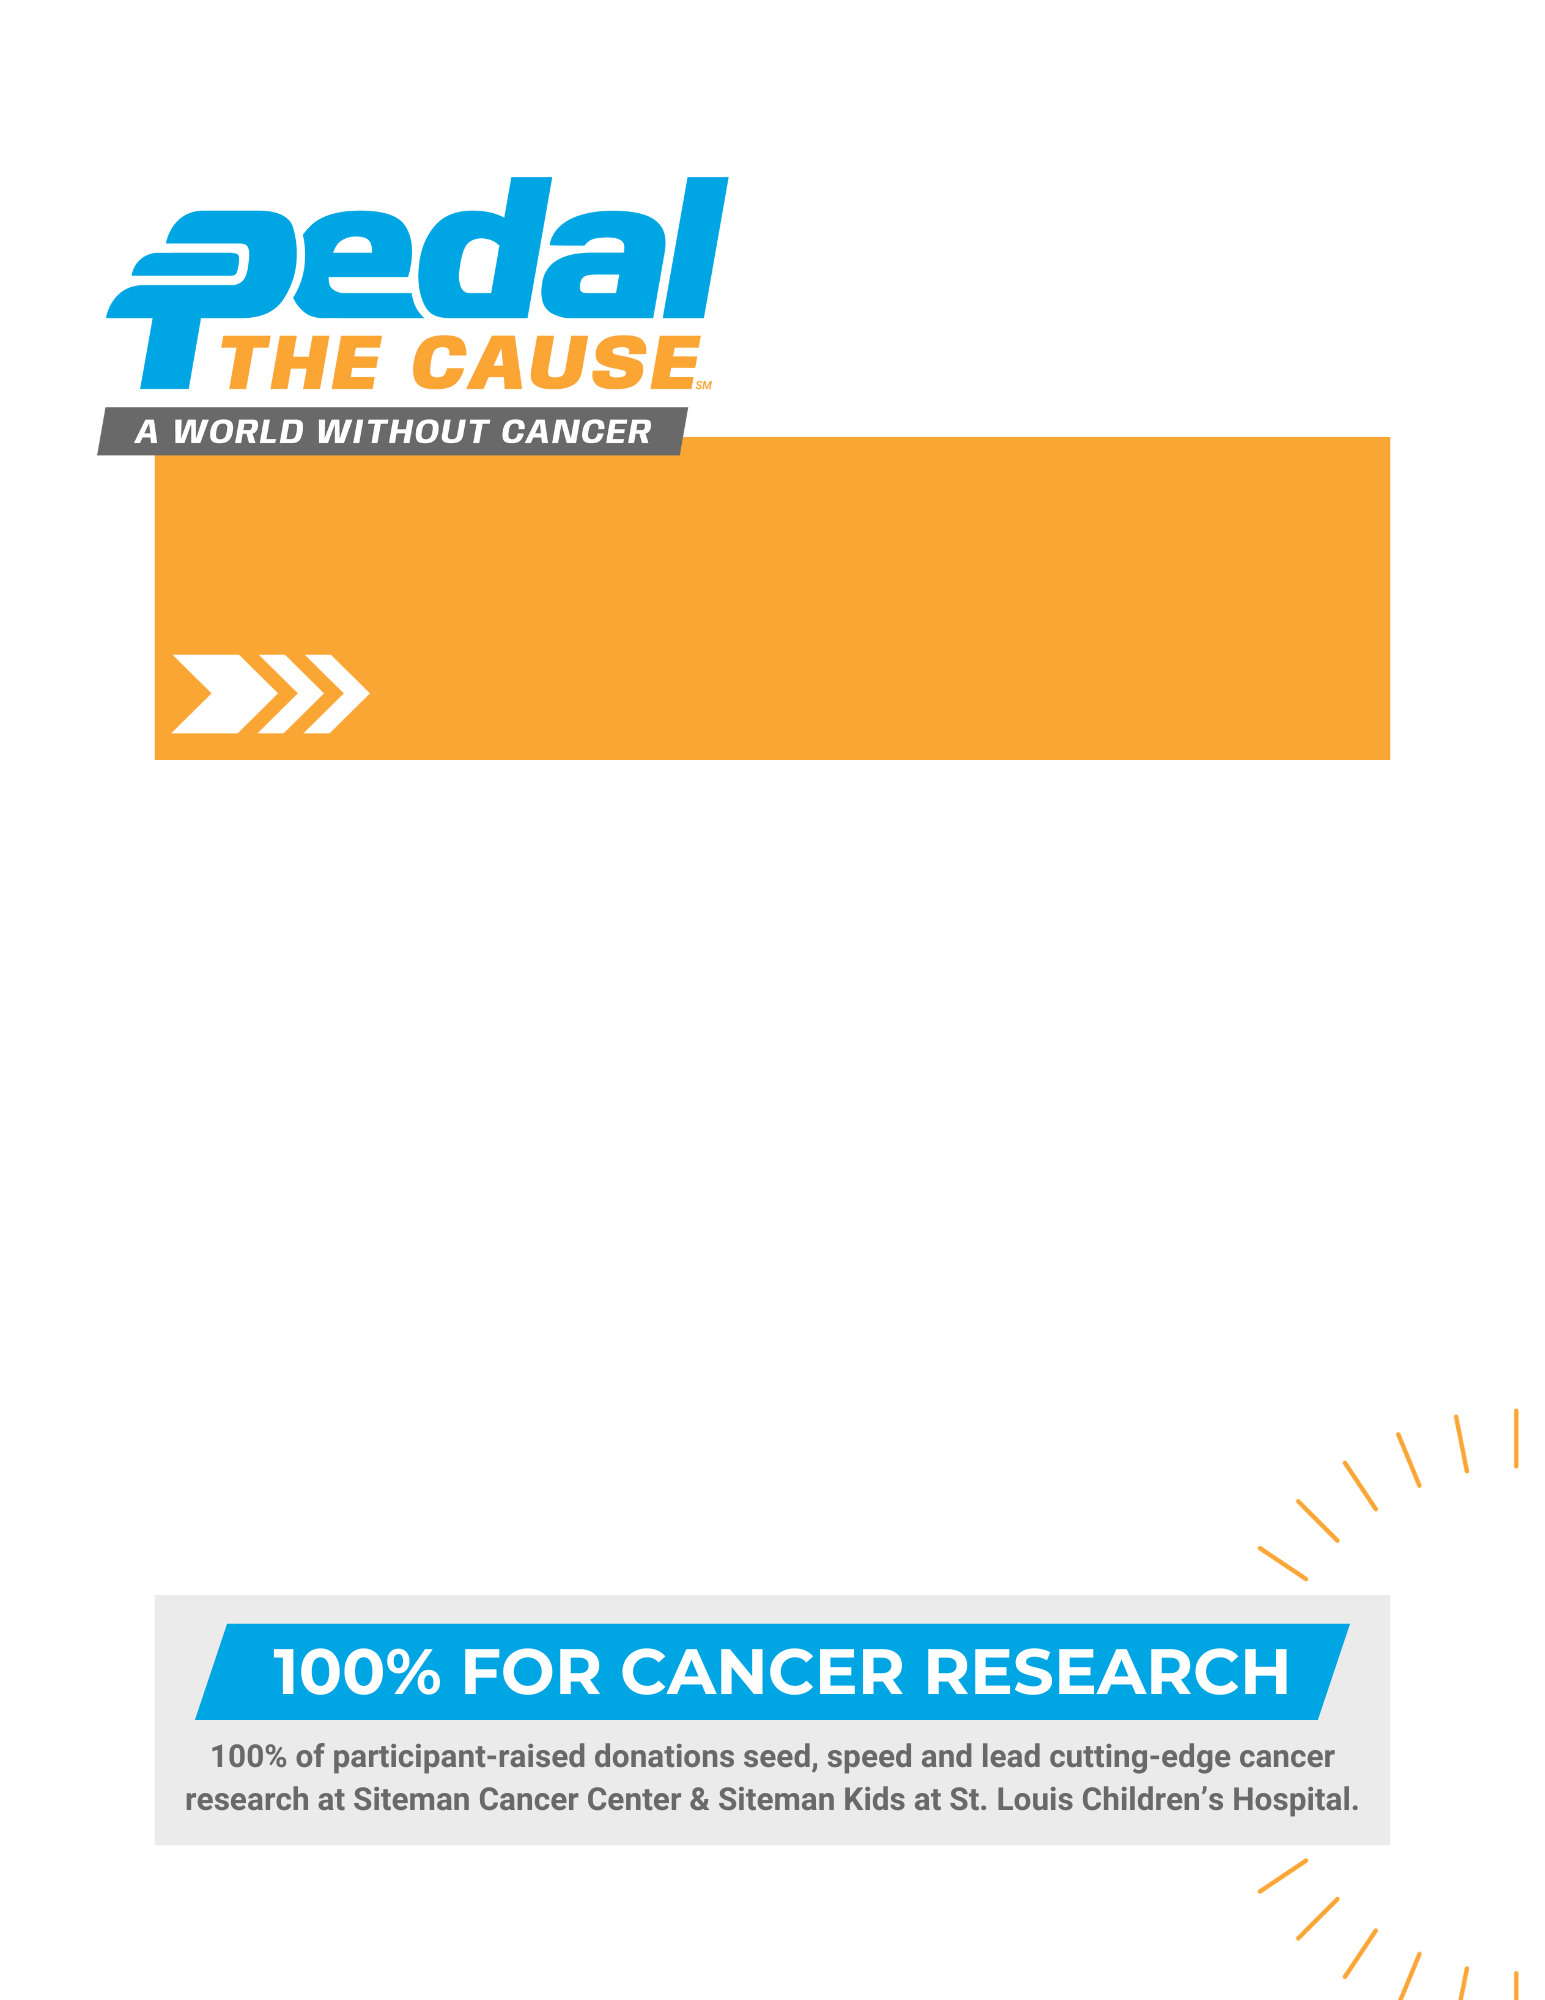 Pedal
THE CAUSE SM
A WORLD WITHOUT CANCER
100% FOR CANCER RESEARCH
100% of participant-raised donations seed, speed and lead cutting-edge cancer
research at Siteman Cancer Center & Siteman Kids at St. Louis Children’s Hospital.